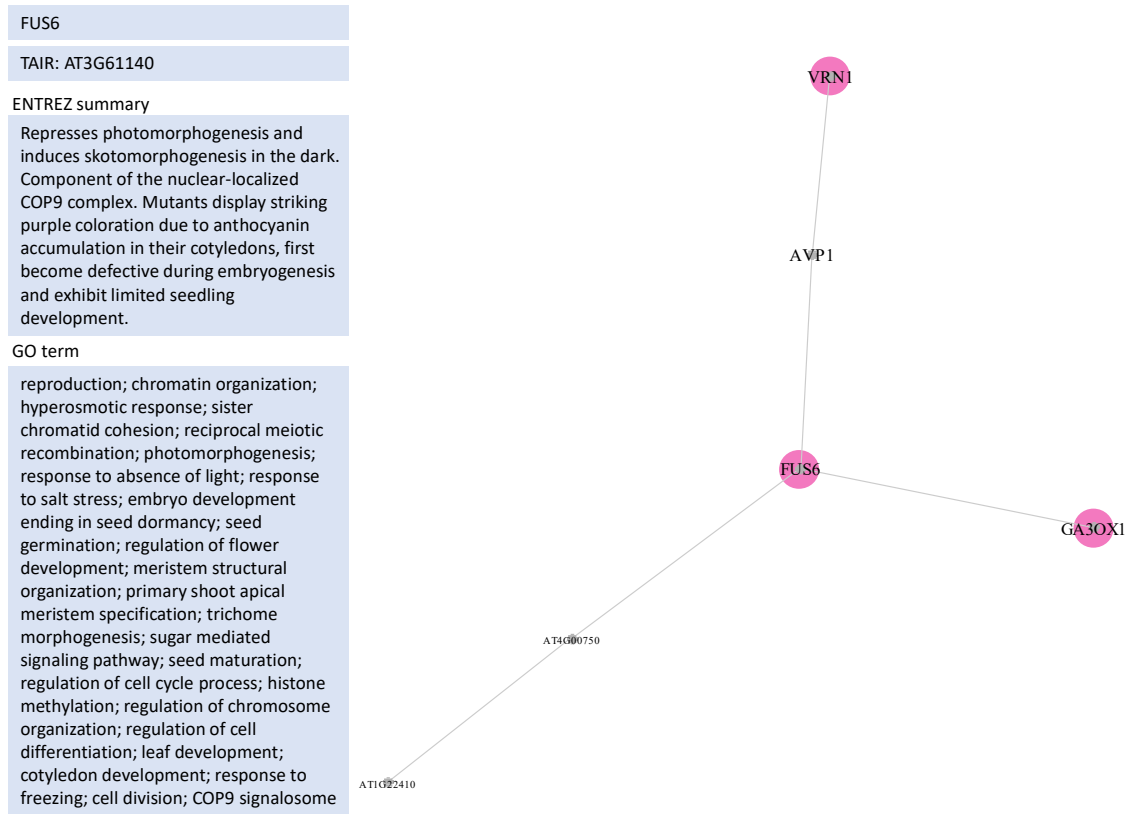 FUS6
TAIR: AT3G61140
ENTREZ summary
Represses photomorphogenesis and
induces skotomorphogenesis in the dark.
Component of the nuclear-localized
COP9 complex. Mutants display striking
purple coloration due to anthocyanin
accumulation in their cotyledons, first
become defective during embryogenesis
and exhibit limited seedling
development.
GO term
reproduction; chromatin organization;
hyperosmotic response; sister
chromatid cohesion; reciprocal meiotic
recombination; photomorphogenesis;
response to absence of light; response
to salt stress; embryo development
ending in seed dormancy; seed
germination; regulation of flower
development; meristem structural
organization; primary shoot apical
meristem specification; trichome
morphogenesis; sugar mediated
signaling pathway; seed maturation;
regulation of cell cycle process; histone
methylation; regulation of chromosome
organization; regulation of cell
differentiation; leaf development;
cotyledon development; response to
freezing; cell division; COP9 signalosome
VRN1
AVP1
FUS6
GA3OX1
AT4G00750
AT1G22410